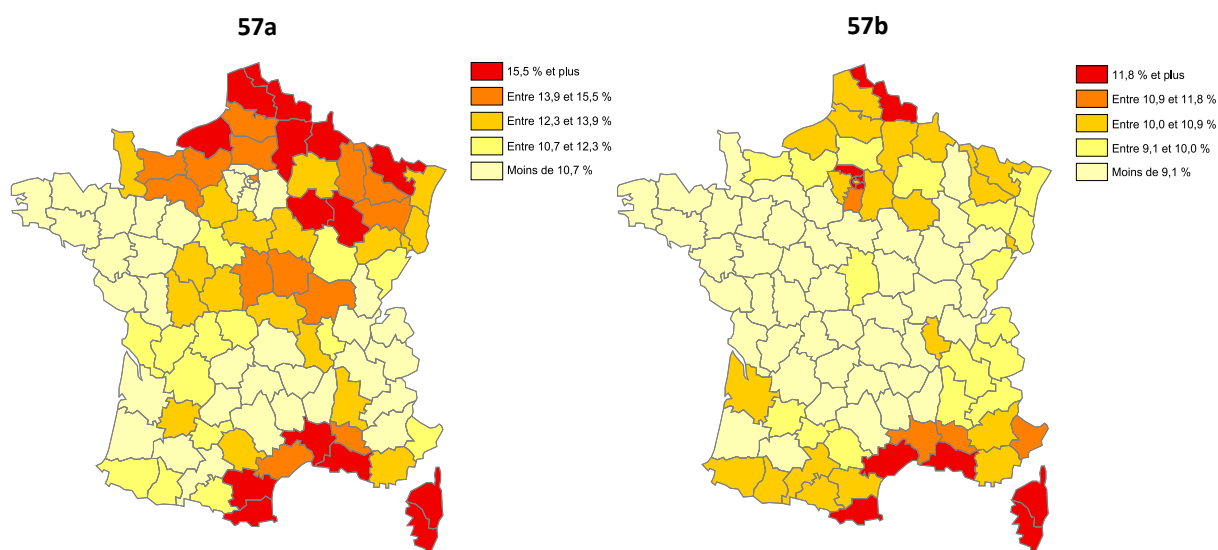 57a
15,5 % et plus
Entre 13,9 et 15,5 %
Entre 12,3 et 13,9 %
Entre 10,7 et 12,3 %
Moins de 10,7 %
57b
11,8 % et plus
Entre 10,9 et 11,8 %
Entre 10,0 et 10,9 %
Entre 9,1 et 10,0 %
Moins de 9,1 %